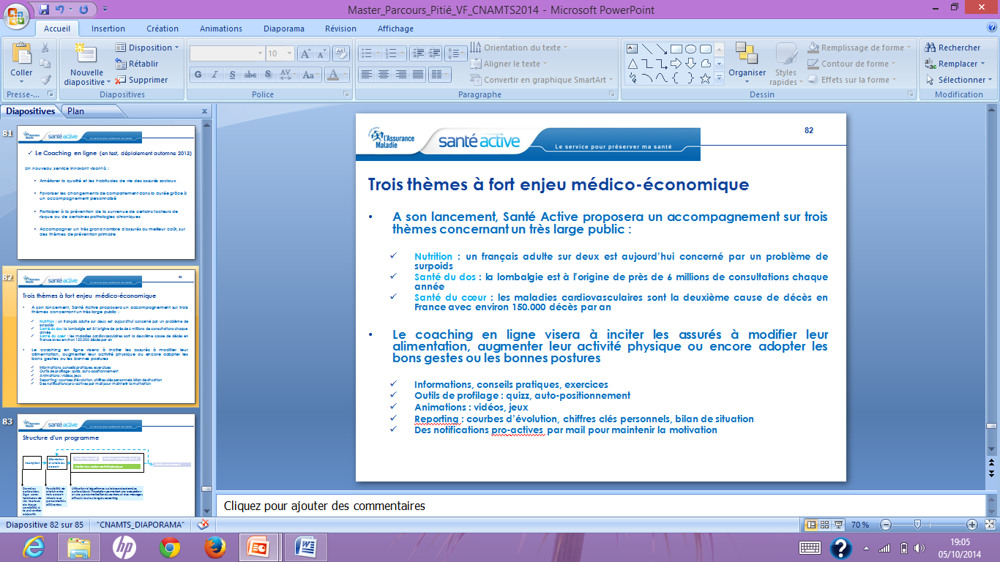 Master_Parcours_Pitié_VF_CNAMTS2014 - Microsoft PowerPoint
Accueil Insertion Création Animations Diaporama Révision Affichage
Coller
Presse-...
Nouvelle diapositive
Disposition
Rétablir
Supprimer
Diapositives
10
G I S abc S AV Aa A
Police
Orientation du texte
Aligner le texte
Convertir en graphique SmartArt
Paragraphe
Organiser
Styles rapides
Remplissage de forme
Contour de forme
Effets sur la forme
Dessin
Rechercher
Remplacer
Sélectionner
Modification
Diapositives Plan x
81
santé active
Le service pour préserver ma santé
Le Coaching en ligne (en test, déploiement automne 2013)
Un nouveau service innovant visant à :
Améliorer la qualité et les habitudes de vie des assurés sociaux
Favoriser les changements de comportement dans la durée grâce à
un accompagnement personnalisé
Participer à la prévention de la survenue de certains facteurs de
risque ou de certaines pathologies chroniques
Accompagner un très grand nombre d'assurés au meilleur coût, sur
des thèmes de prévention primaire
82
santé active
Le service pour préserver ma santé
82
Trois thèmes à fort enjeu médico-économique
A son lancement, Santé Active proposera un accompagnement sur trois
thèmes concernant un très large public :
Nutrition : un français adulte sur deux est aujourd'hui concerné par un problème de
surpoids
Santé du dos : la lombalgie est à l'origine de près de 6 millions de consultations chaque
année
Santé du cœur : les maladies cardiovasculaires sont la deuxième cause de décès en
France avec environ 150.000 décès par an
Le coaching en ligne visera à inciter les assurés à modifier leur
alimentation, augmenter leur activité physique ou encore adopter les
bons gestes ou les bonnes postures
Informations, conseils pratiques, exercices
Outils de profilage : quizz, auto-positionnement
Animations : vidéos, jeux
Reporting : courbes d'évolution, chiffres clés personnels, bilan de situation
Des notifications pro-actives par mail pour maintenir la motivation
83
santé active
Structure d'un programme
Inscription
l'Assurance
Maladie
santé active
Le service pour préserver ma santé
82
Trois thèmes à fort enjeu médico-économique
• A son lancement, Santé Active proposera un accompagnement sur trois
thèmes concernant un très large public :
✓ Nutrition : un français adulte sur deux est aujourd'hui concerné par un problème de
surpoids
✓ Santé du dos : la lombalgie est à l'origine de près de 6 millions de consultations chaque
année
✓ Santé du cœur : les maladies cardiovasculaires sont la deuxième cause de décès en
France avec environ 150.000 décès par an
• Le coaching en ligne visera à inciter les assurés à modifier leur
alimentation, augmenter leur activité physique ou encore adopter les
bons gestes ou les bonnes postures
✓ Informations, conseils pratiques, exercices
✓ Outils de profilage : quizz, auto-positionnement
✓ Animations : vidéos, jeux
✓ Reporting : courbes d'évolution, chiffres clés personnels, bilan de situation
✓ Des notifications pro-actives par mail pour maintenir la motivation
Cliquez pour ajouter des commentaires
Diapositive 82 sur 85 "CNAMTS_DIAPORAMA" 70 %
19:05
05/10/2014